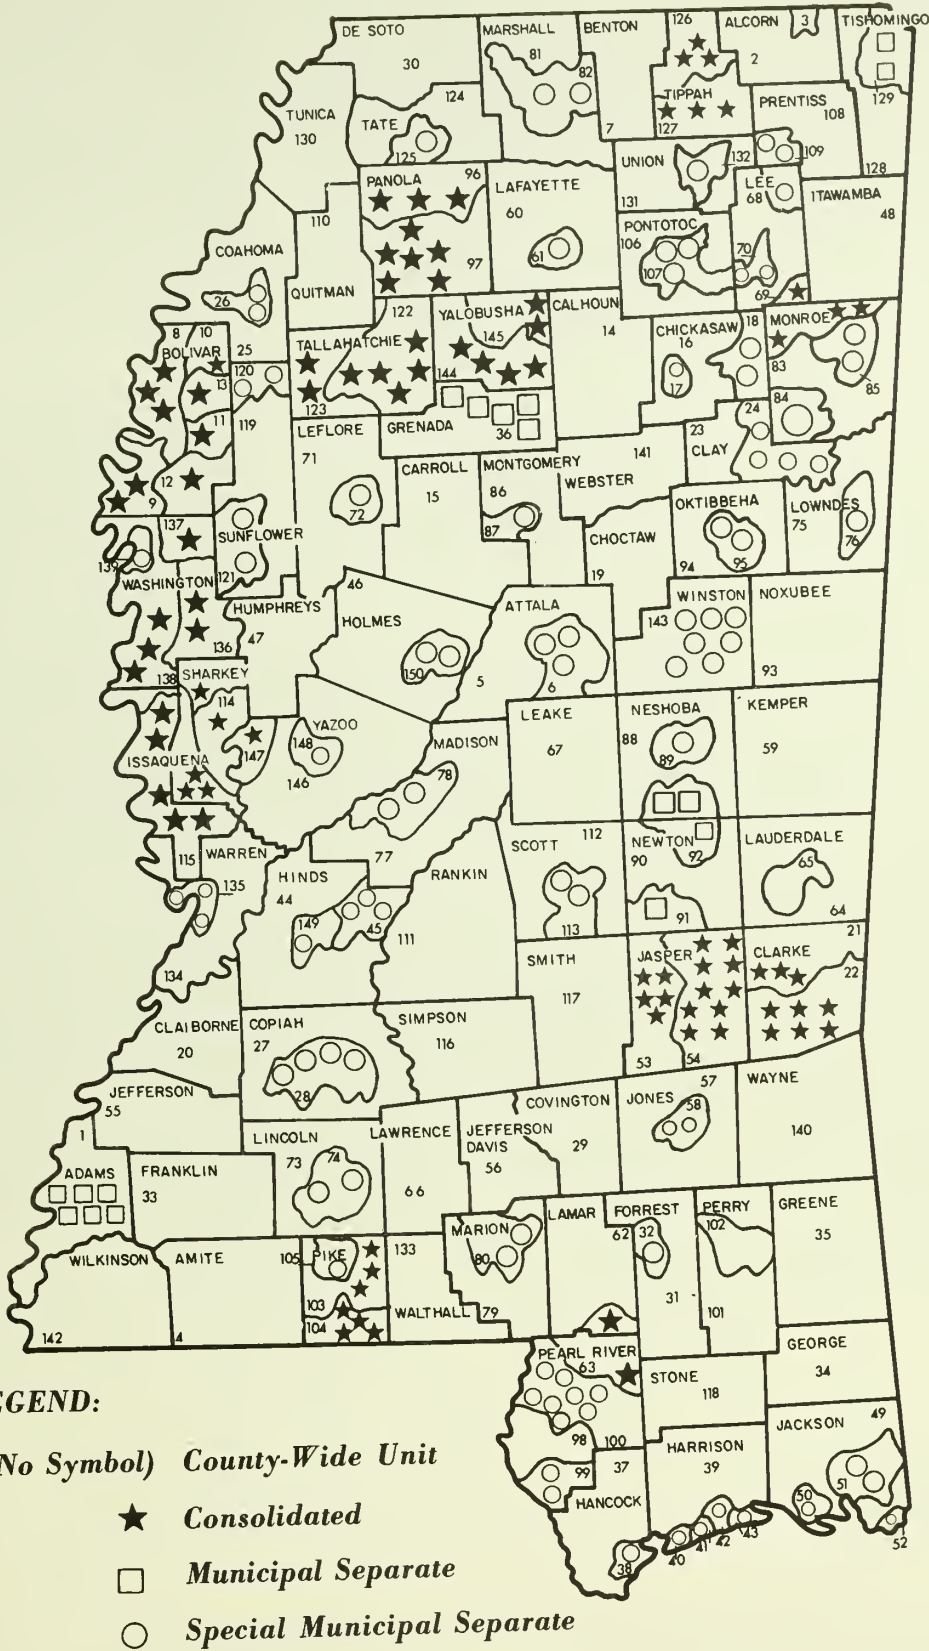 DE SOTO
30
MARSHALL
81
82
BENTON
7
126
ALCORN
2
3
TISHOMINGO
129
128
TUNICA
130
TATE
124
125
TIPPAH
127
PRENTISS
108
109
PANOLA
96
97
LAFAYETTE
60
61
UNION
131
132
LEE
68
70
69
ITAWAMBA
48
110
QUITMAN
COAHOMA
26
25
PONTOTOC
106
107
122
TALLAHATCHIE
123
YALOBUSHA
145
144
CALHOUN
14
CHICKASAW
16
17
18
MONROE
83
84
85
8
10
BOLIVAR
13
11
12
9
120
119
GRENADA
36
LEFLORE
71
72
CARROLL
15
MONTGOMERY
86
87
WEBSTER
141
23
CLAY
24
CHOCTAW
19
OKTIBBEHA
94
95
LOWNDES
75
76
137
139
SUNFLOWER
121
WASHINGTON
136
138
HUMPHREYS
47
46
HOLMES
150
ATTALA
5
6
WINSTON
143
NOXUBEE
93
SHARKEY
114
147
ISSAQUENA
YAZOO
148
146
MADISON
78
77
LEAKE
67
NESHOBA
88
89
KEMPER
59
115
WARREN
135
134
HINDS
44
149
45
RANKIN
111
SCOTT
112
113
NEWTON
90
92
91
LAUDERDALE
65
64
SMITH
117
JASPER
53
54
CLARKE
21
22
CLAIBORNE
20
COPIAH
27
28
SIMPSON
116
JEFFERSON
55
1
ADAMS
FRANKLIN
33
LINCOLN
73
74
LAWRENCE
66
JEFFERSON
DAVIS
56
COVINGTON
29
JONES
57
58
WAYNE
140
WILKINSON
142
AMITE
4
PIKE
105
103
104
133
WALTHALL
MARION
80
79
LAMAR
62
FORREST
32
31
PERRY
102
101
GREENE
35
PEARL RIVER
63
98
100
99
STONE
118
GEORGE
34
37
HANCOCK
38
HARRISON
39
40
41
42
43
JACKSON
49
50
51
52
EGEND:
No Symbol) County-Wide Unit
Consolidated
Municipal Separate
Special Municipal Separate